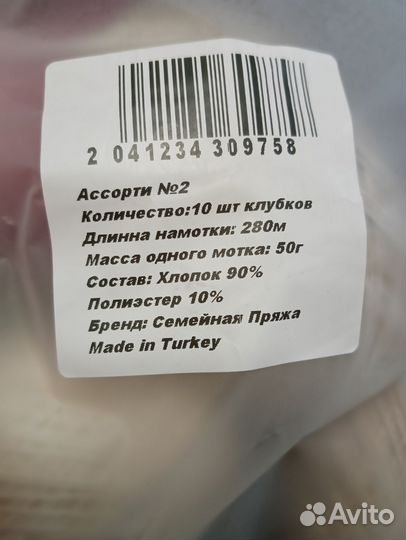 2 041234 309758
Ассорти №2
Количество:10 шт клубков
Длинна намотки: 280м
Масса одного мотка: 50г
Состав: Хлопок 90%
Полиэстер 10%
Бренд: Семейная Пряжа
Made in Turkey
Avito